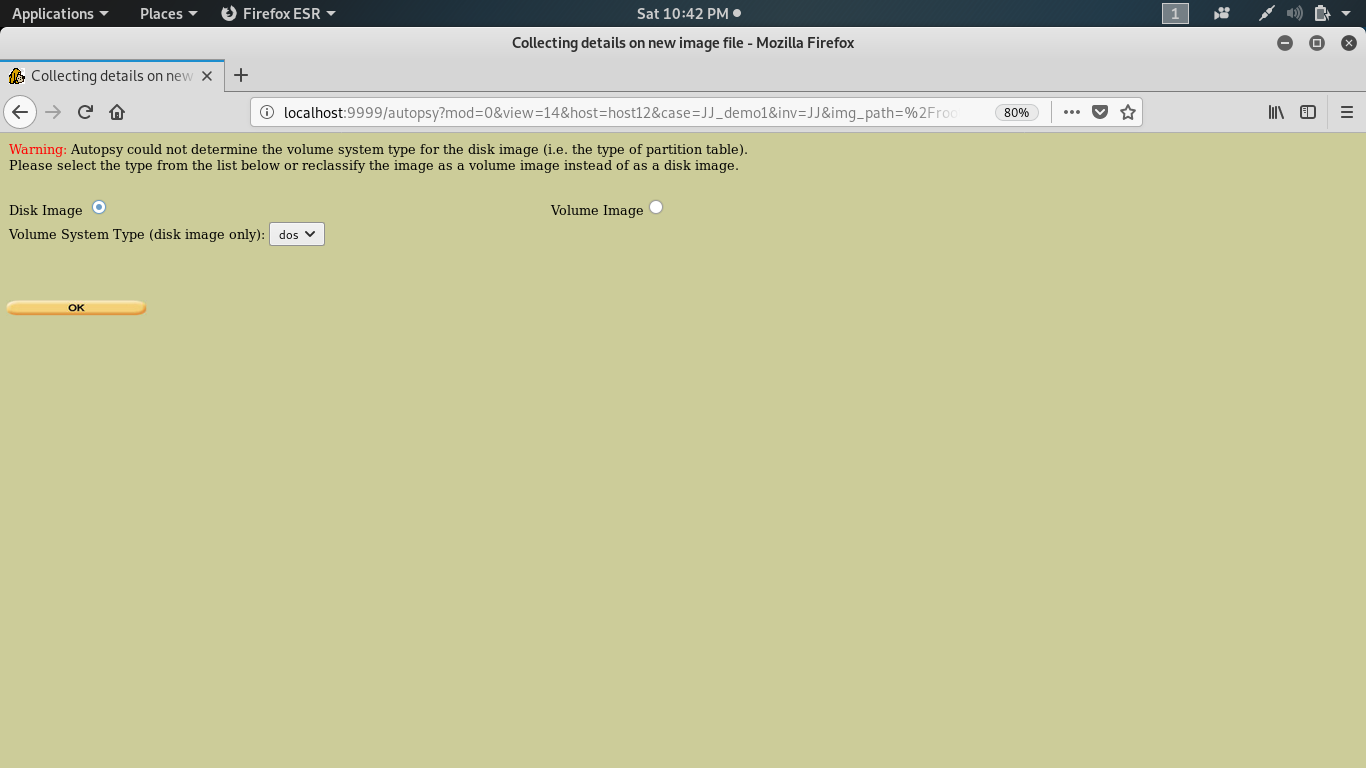 Applications Places Firefox ESR Sat 10:42 PM 1
Collecting details on new image file - Mozilla Firefox
Collecting details on new
localhost:9999/autopsy?mod=0&view=14&host=host12&case=JJ_demo1&inv=JJ&img_path=%2Froo 80%
Warning: Autopsy could not determine the volume system type for the disk image (i.e. the type of partition table).
Please select the type from the list below or reclassify the image as a volume image instead of as a disk image.
Disk Image Volume Image
Volume System Type (disk image only): dos
OK